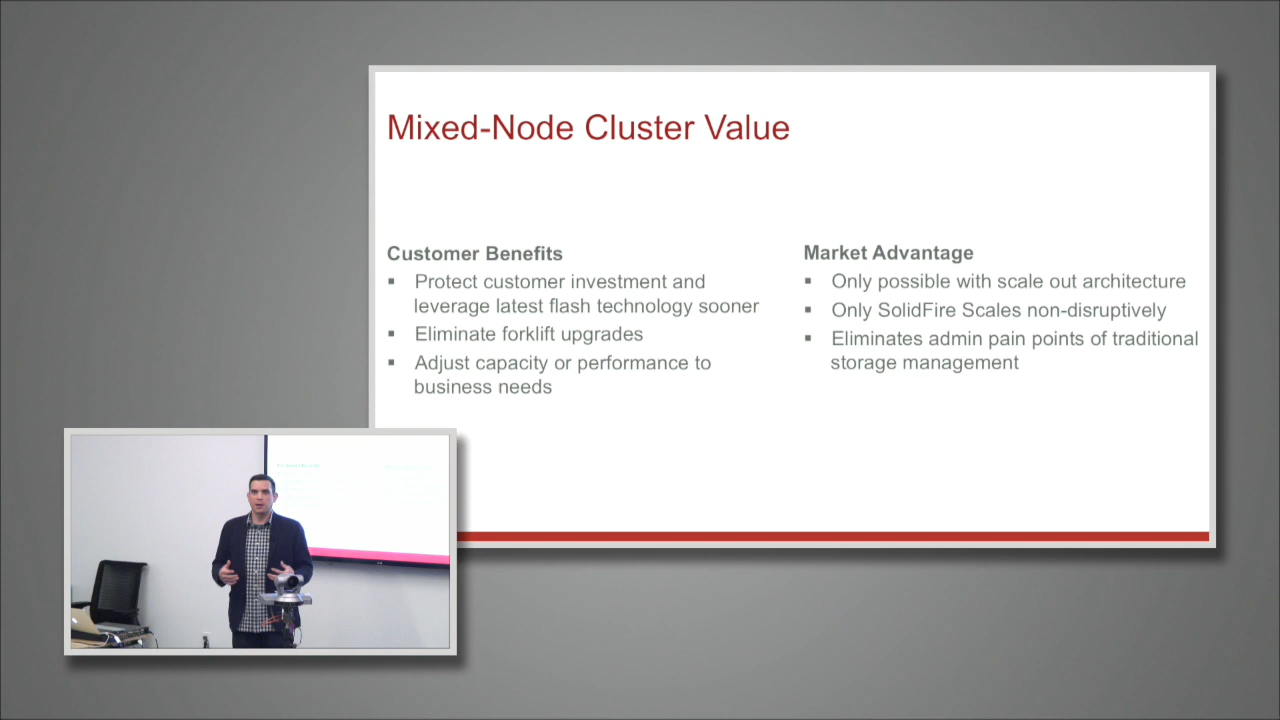 Mixed-Node Cluster Value
Customer Benefits
▪ Protect customer investment and
leverage latest flash technology sooner
▪ Eliminate forklift upgrades
▪ Adjust capacity or performance to
business needs
Market Advantage
▪ Only possible with scale out architecture
▪ Only SolidFire Scales non-disruptively
▪ Eliminates admin pain points of traditional
storage management